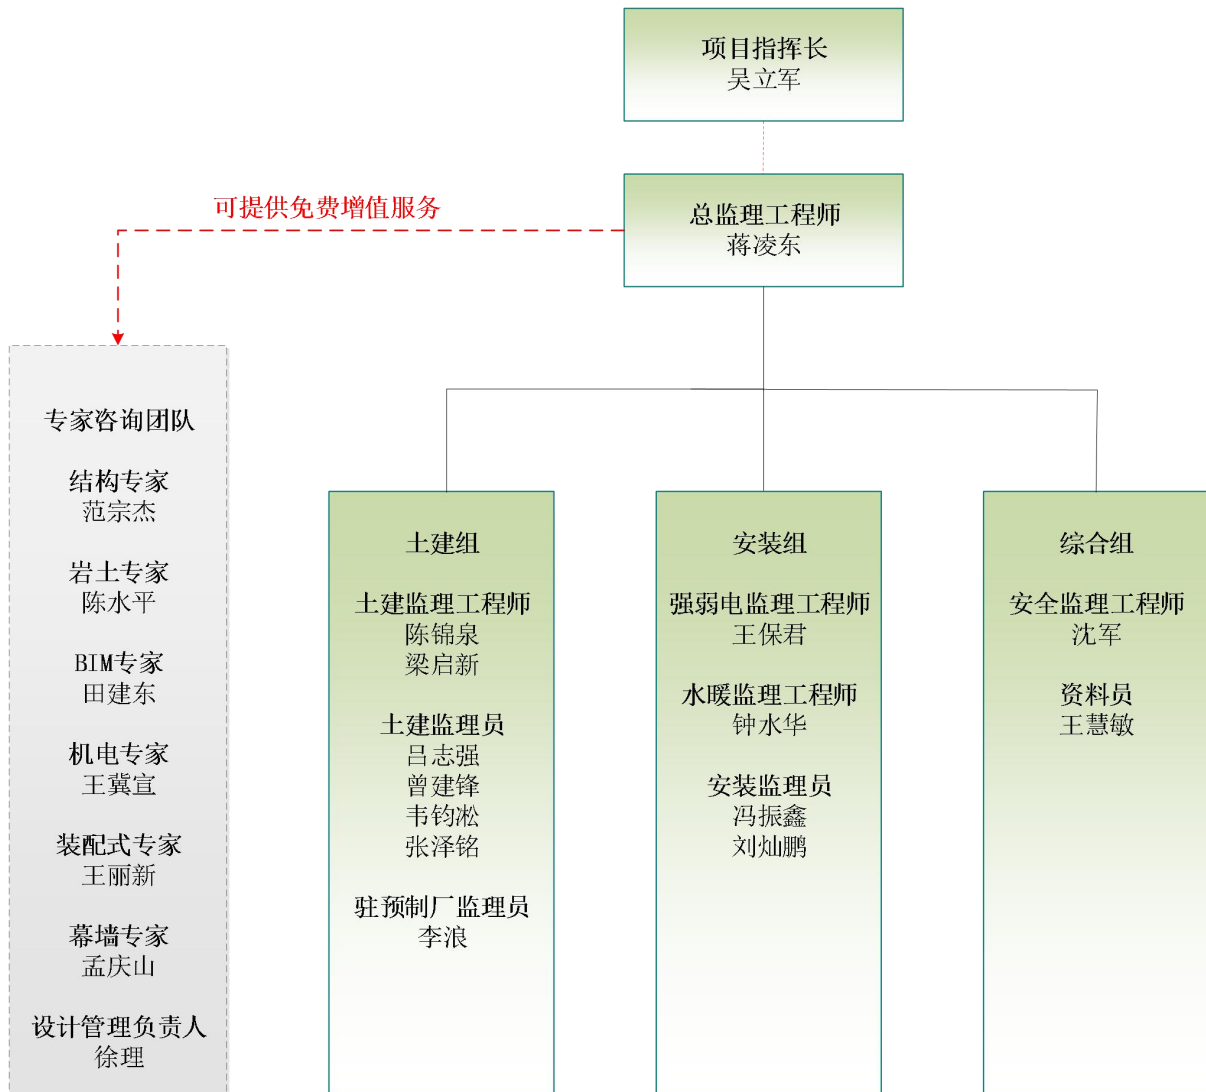 项目指挥长
吴立军
总监理工程师
蒋凌东
可提供免费增值服务
专家咨询团队
结构专家
范宗杰
岩土专家
陈水平
BIM专家
田建东
机电专家
王冀宣
装配式专家
王丽新
幕墙专家
孟庆山
设计管理负责人
徐理
土建组
土建监理工程师
陈锦泉
梁启新
土建监理员
吕志强
曾建锋
韦钧凇
张泽铭
驻预制厂监理员
李浪
安装组
强弱电监理工程师
王保君
水暖监理工程师
钟水华
安装监理员
冯振鑫
刘灿鹏
综合组
安全监理工程师
沈军
资料员
王慧敏